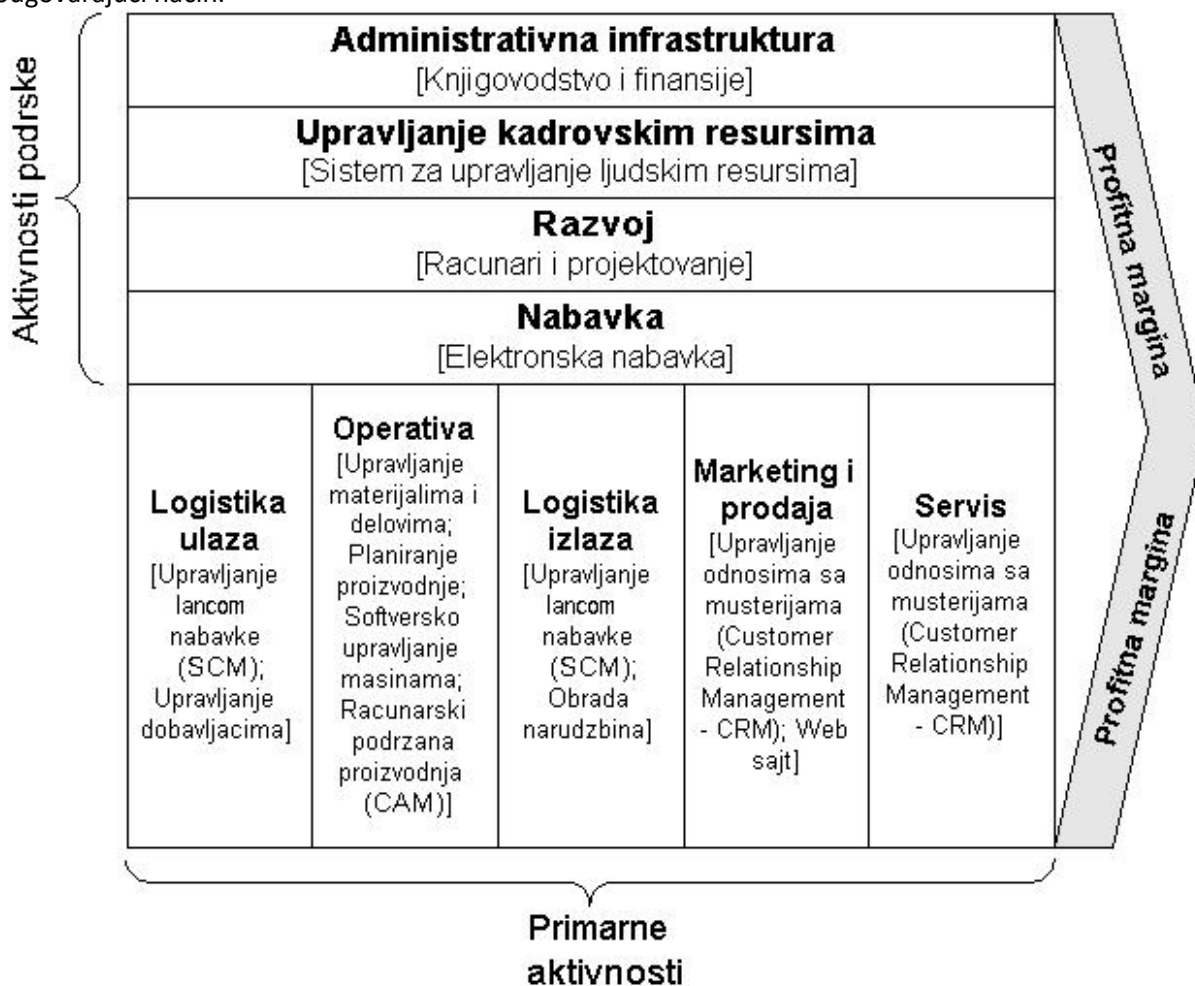 odgovarajući način.
Administrativna infrastruktura
[Knjigovodstvo i finansije]
Upravljanje kadrovskim resursima
[Sistem za upravljanje ljudskim resursima]
Razvoj
[Racunari i projektovanje]
Nabavka
[Elektronska nabavka]
Aktivnosti podrske
Logistika
ulaza
[Upravljanje
lancom
nabavke
(SCM);
Upravljanje
dobavljacima]
Operativa
[Upravljanje
materijalima i
delovima;
Planiranje
proizvodnje;
Softversko
upravljanje
masinama;
Racunarski
podrzana
proizvodnja
(CAM)]
Logistika
izlaza
[Upravljanje
lancom
nabavke
(SCM);
Obrada
narudzbina]
Marketing i
prodaja
[Upravljanje
odnosima sa
musterijama
(Customer
Relationship
Management
- CRM); Web
sajt]
Servis
[Upravljanje
odnosima sa
musterijama
(Customer
Relationship
Management
- CRM)]
Profitna margina
Profitna margina
Primarne
aktivnosti